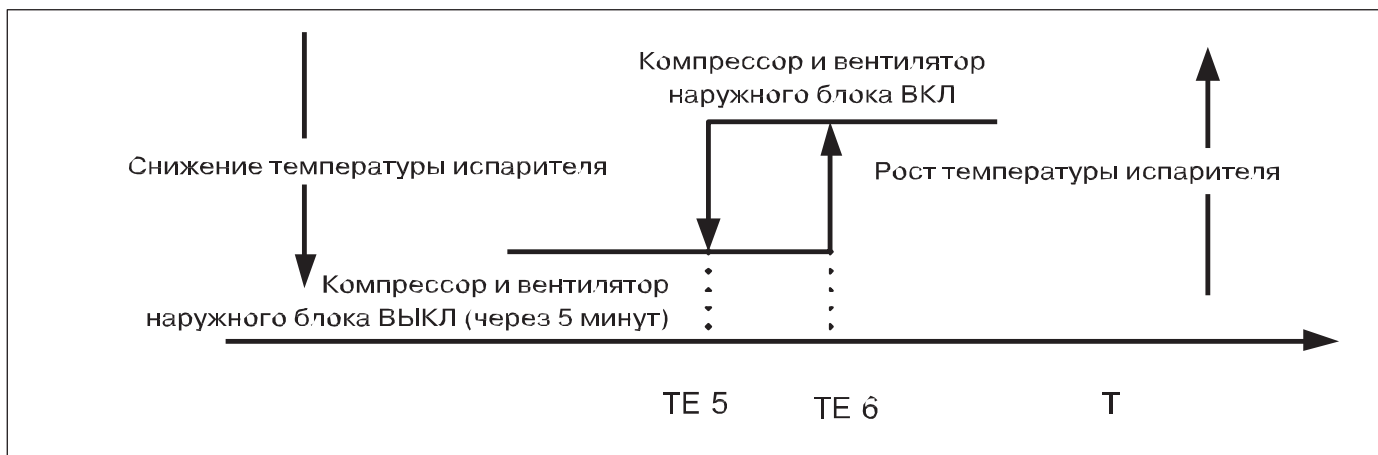 Компрессор и вентилятор
наружного блока ВКЛ
Снижение температуры испарителя
Рост температуры испарителя
Компрессор и вентилятор
наружного блока ВЫКЛ (через 5 минут)
TE 5
TE 6
T